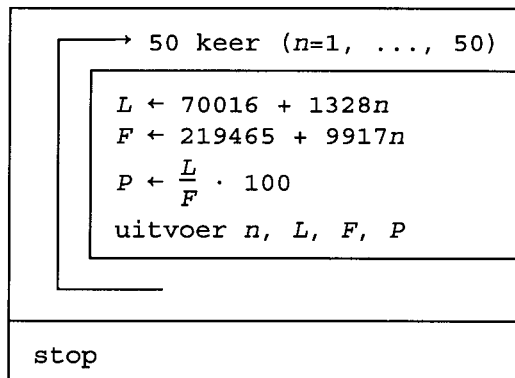 50 keer (n=1, ..., 50)
L ← 70016 + 1328n
F ← 219465 + 9917n
P ← L/F · 100
uitvoer n, L, F, P
stop